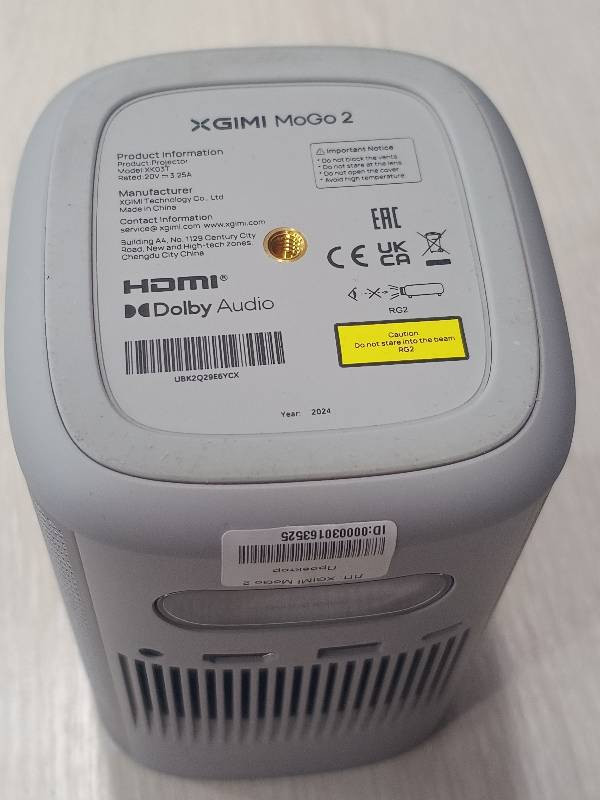 XGIMI MoGo 2
Product Information
Product:Projector
Model:XK03T
Rated:20V ⎓ 3.25A
Manufacturer
XGIMI Technology Co., Ltd
Made in China
Contact Information
service@xgimi.com www.xgimi.com
Building A4, No. 1129 Century City
Road, New and High-tech zones,
Chengdu City China
⚠ Important Notice
* Do not block the vents
* Do not stare at the lens
* Do not open the cover
* Avoid high temperature
EAC
CE UKCA
RG2
HDMI®
Dolby Audio
Caution
Do not stare into the beam
RG2
UBK2Q29E6YCX
Year: 2024
ПП XGIMI MoGo 2
Проектор
ID:000030163525